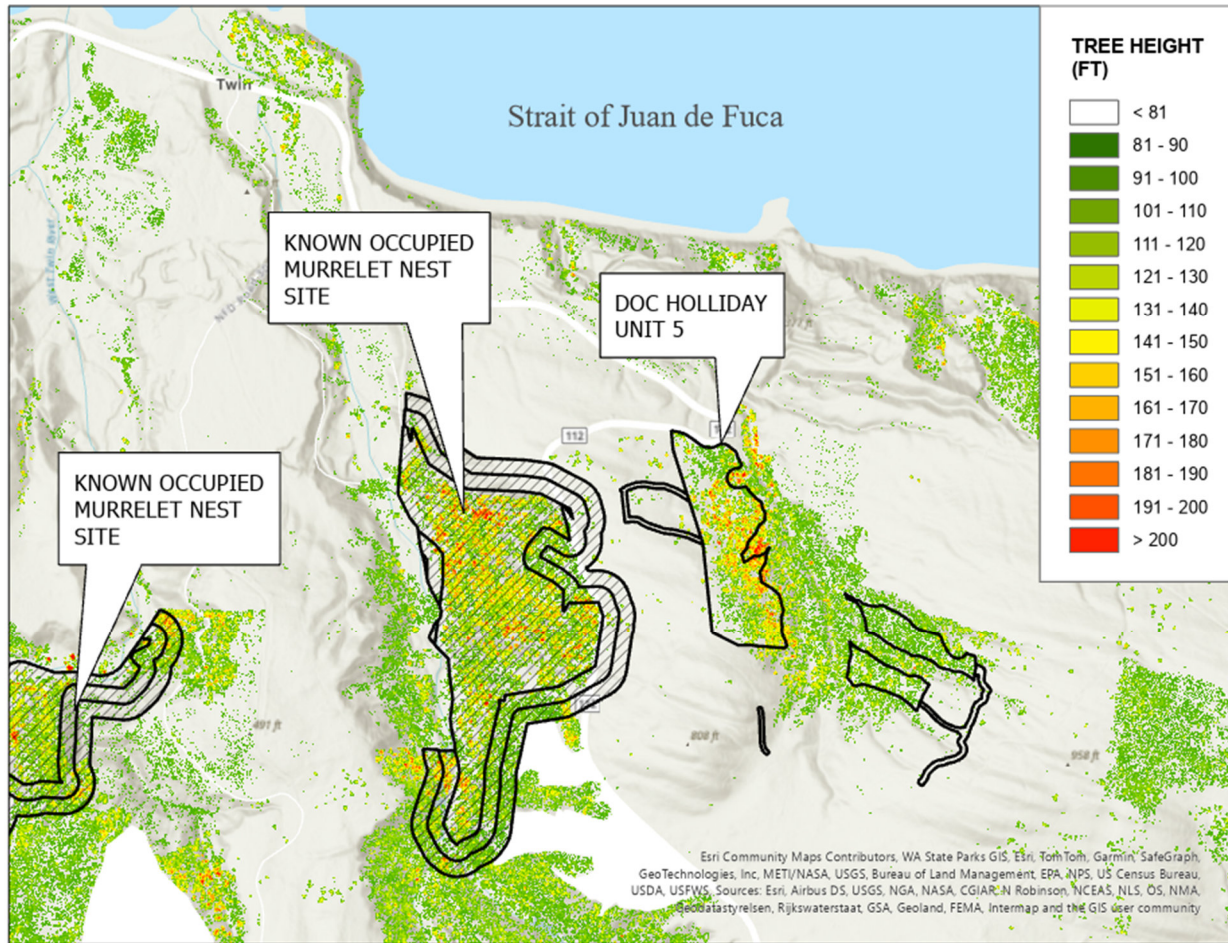 Twin
Strait of Juan de Fuca
TREE HEIGHT
(FT)
< 81
81 - 90
91 - 100
101 - 110
111 - 120
121 - 130
131 - 140
141 - 150
151 - 160
161 - 170
171 - 180
181 - 190
191 - 200
> 200
KNOWN OCCUPIED
MURRELET NEST
SITE
DOC HOLLIDAY
UNIT 5
West Twin River
112
KNOWN OCCUPIED
MURRELET NEST
SITE
491 ft
808 ft
958 ft
Esri Community Maps Contributors, WA State Parks GIS, Esri, TomTom, Garmin, SafeGraph,
GeoTechnologies, Inc, METI/NASA, USGS, Bureau of Land Management, EPA, NPS, US Census Bureau,
USDA, USFWS, Sources: Esri, Airbus DS, USGS, NGA, NASA, CGIAR, N Robinson, NCEAS, NLS, OS, NMA,
Geodatastyrelsen, Rijkswaterstaat, GSA, Geoland, FEMA, Intermap and the GIS user community